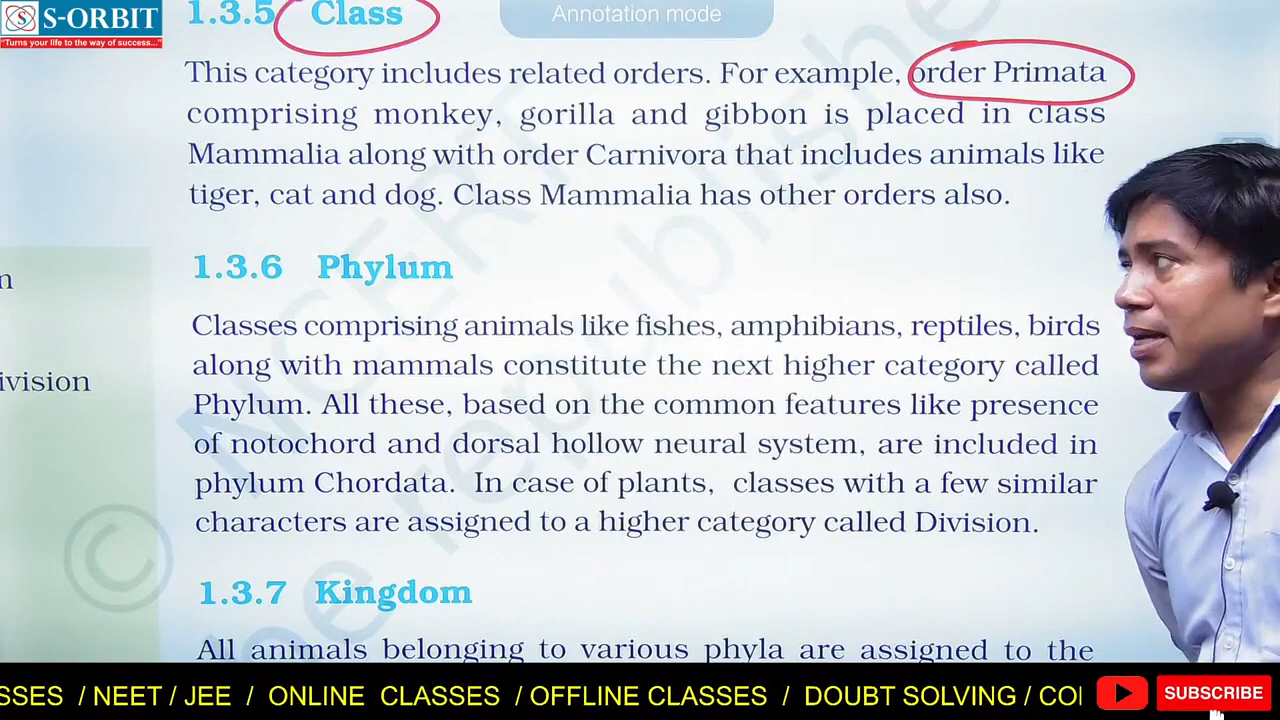 S-ORBIT
"Turns your life to the way of success..."
1.3.5 Class
Annotation mode
This category includes related orders. For example, order Primata
comprising monkey, gorilla and gibbon is placed in class
Mammalia along with order Carnivora that includes animals like
tiger, cat and dog. Class Mammalia has other orders also.
1.3.6 Phylum
Classes comprising animals like fishes, amphibians, reptiles, birds
along with mammals constitute the next higher category called
Phylum. All these, based on the common features like presence
of notochord and dorsal hollow neural system, are included in
phylum Chordata. In case of plants, classes with a few similar
characters are assigned to a higher category called Division.
ivision
1.3.7 Kingdom
All animals belonging to various phyla are assigned to the
© NCERT
be republished
SSES / NEET / JEE / ONLINE CLASSES / OFFLINE CLASSES / DOUBT SOLVING / CO
SUBSCRIBE